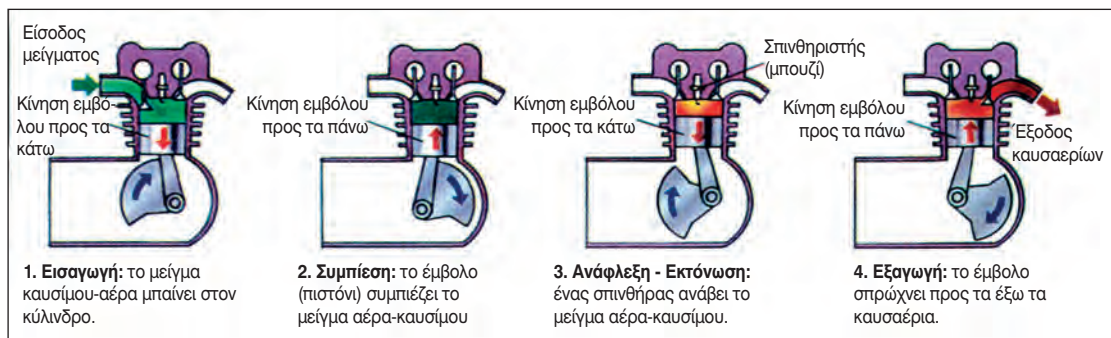 Είσοδος
μείγματος
Κίνηση εμβό-
λου προς τα
κάτω
1. Εισαγωγή: το μείγμα
καυσίμου-αέρα μπαίνει στον
κύλινδρο.
Κίνηση εμβόλου
προς τα πάνω
2. Συμπίεση: το έμβολο
(πιστόνι) συμπιέζει το
μείγμα αέρα-καυσίμου
Σπινθηριστής
(μπουζί)
Κίνηση εμβόλου
προς τα κάτω
3. Ανάφλεξη - Εκτόνωση:
ένας σπινθήρας ανάβει το
μείγμα αέρα-καυσίμου.
Κίνηση εμβόλου
προς τα πάνω
Έξοδος
καυσαερίων
4. Εξαγωγή: το έμβολο
σπρώχνει προς τα έξω τα
καυσαέρια.